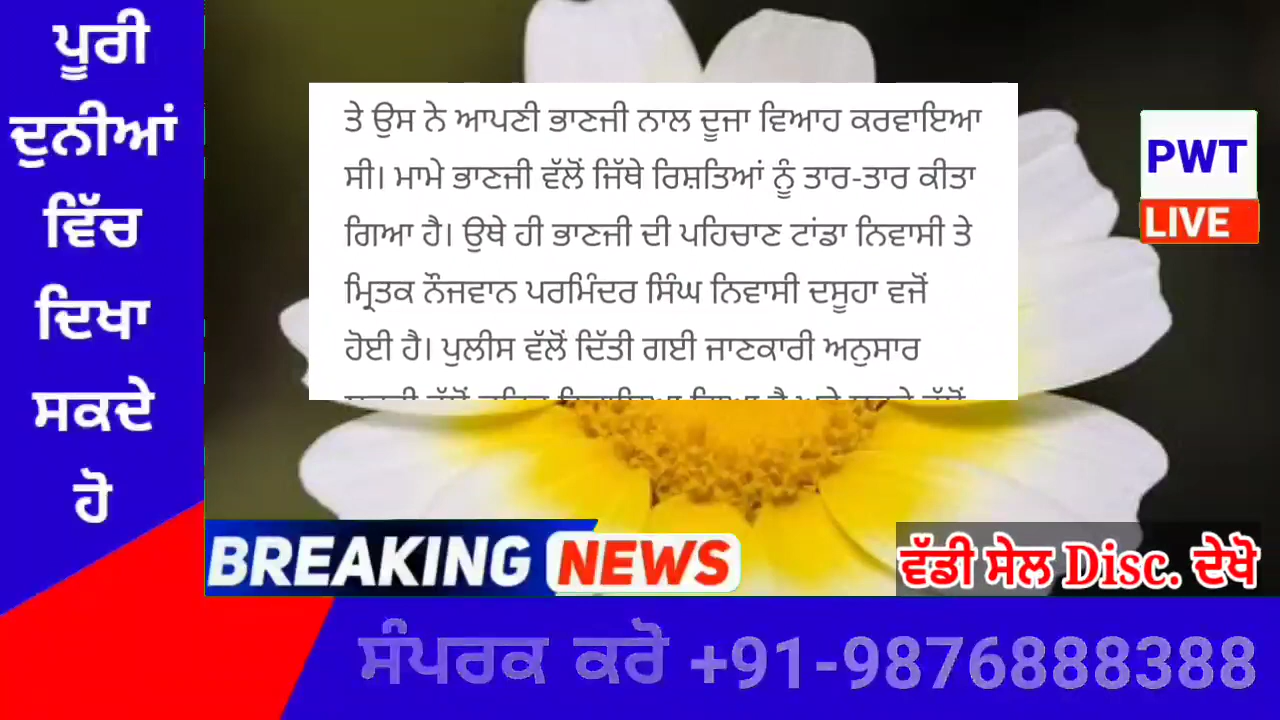 ਪੂਰੀ
ਦੁਨੀਆਂ
ਵਿੱਚ
ਦਿਖਾ
ਸਕਦੇ
ਹੋ
ਤੇ ਉਸ ਨੇ ਆਪਣੀ ਭਾਣਜੀ ਨਾਲ ਦੂਜਾ ਵਿਆਹ ਕਰਵਾਇਆ
ਸੀ। ਮਾਮੇ ਭਾਣਜੀ ਵੱਲੋਂ ਜਿੱਥੇ ਰਿਸ਼ਤਿਆਂ ਨੂੰ ਤਾਰ-ਤਾਰ ਕੀਤਾ
ਗਿਆ ਹੈ। ਉਥੇ ਹੀ ਭਾਣਜੀ ਦੀ ਪਹਿਚਾਣ ਟਾਂਡਾ ਨਿਵਾਸੀ ਤੇ
ਮ੍ਰਿਤਕ ਨੌਜਵਾਨ ਪਰਮਿੰਦਰ ਸਿੰਘ ਨਿਵਾਸੀ ਦਸੂਹਾ ਵਜੋਂ
ਹੋਈ ਹੈ। ਪੁਲੀਸ ਵੱਲੋਂ ਦਿੱਤੀ ਗਈ ਜਾਣਕਾਰੀ ਅਨੁਸਾਰ
PWT
LIVE
BREAKING NEWS
ਵੱਡੀ ਸੇਲ Disc. ਦੇਖੋ
ਸੰਪਰਕ ਕਰੋ +91-9876888388